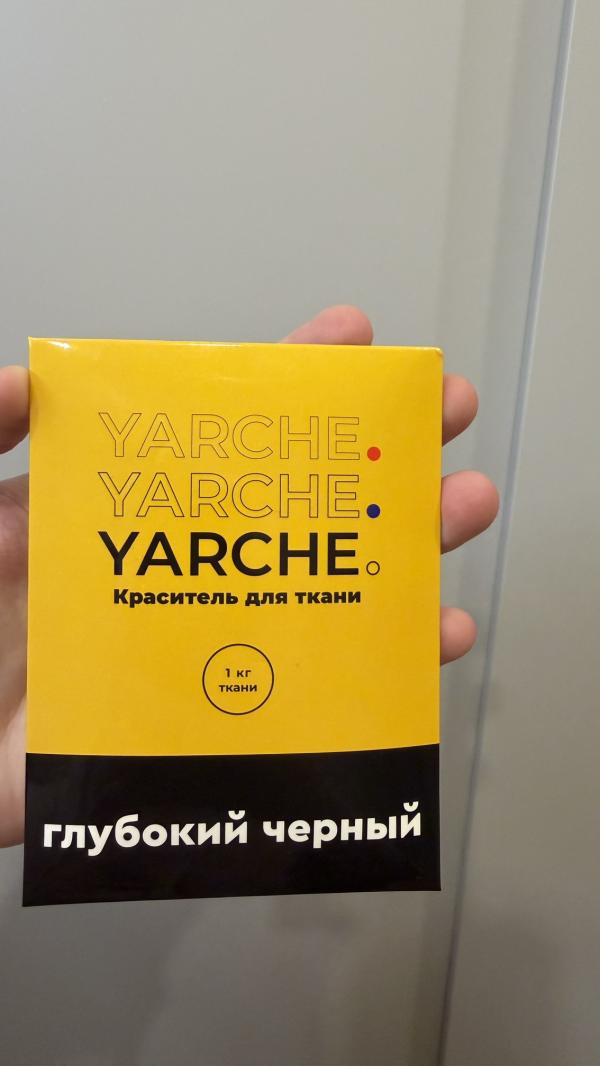 YARCHE.
YARCHE.
YARCHE.
Краситель для ткани
1 кг
ткани
глубокий черный